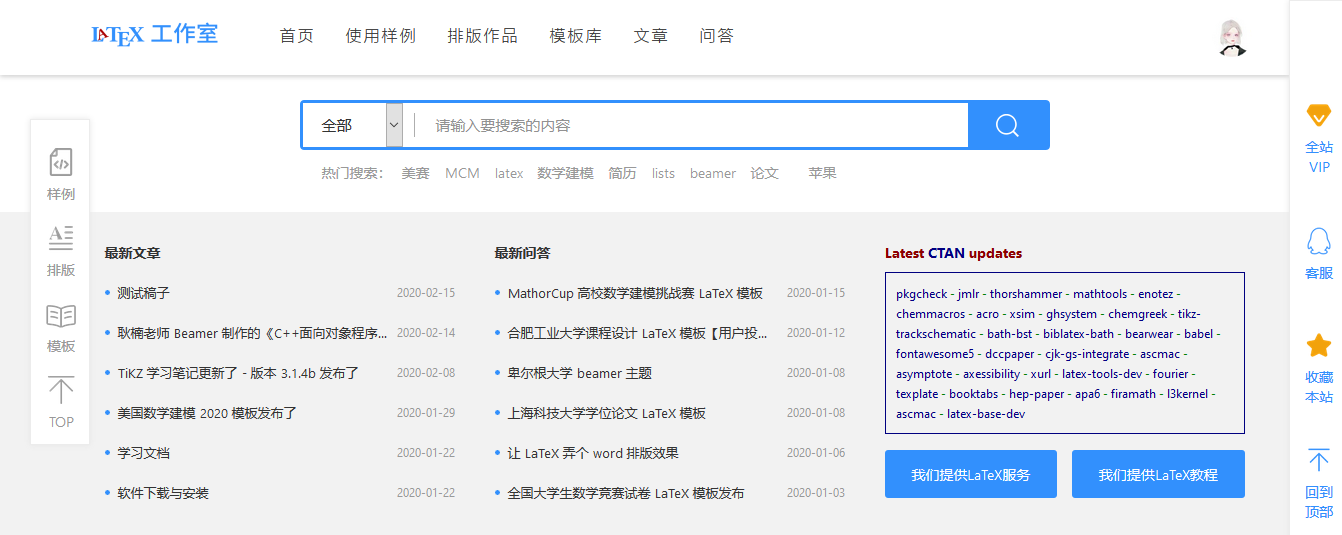 LATEX 工作室
首页 使用样例 排版作品 模板库 文章 问答
全部 请输入要搜索的内容
热门搜索： 美赛 MCM latex 数学建模 简历 lists beamer 论文 苹果
样例
排版
模板
TOP
最新文章
测试稿子 2020-02-15
耿楠老师 Beamer 制作的《C++面向对象程序... 2020-02-14
TiKZ 学习笔记更新了 - 版本 3.1.4b 发布了 2020-02-08
美国数学建模 2020 模板发布了 2020-01-29
学习文档 2020-01-22
软件下载与安装 2020-01-22
最新问答
MathorCup 高校数学建模挑战赛 LaTeX 模板 2020-01-15
合肥工业大学课程设计 LaTeX 模板【用户投... 2020-01-12
卑尔根大学 beamer 主题 2020-01-08
上海科技大学学位论文 LaTeX 模板 2020-01-08
让 LaTeX 弄个 word 排版效果 2020-01-06
全国大学生数学竞赛试卷 LaTeX 模板发布 2020-01-03
Latest CTAN updates
pkgcheck - jmlr - thorshammer - mathtools - enotez -
chemmacros - acro - xsim - ghsystem - chemgreek - tikz-
trackschematic - bath-bst - biblatex-bath - bearwear - babel -
fontawesome5 - dccpaper - cjk-gs-integrate - ascmac -
asymptote - axessibility - xurl - latex-tools-dev - fourier -
texplate - booktabs - hep-paper - apa6 - firamath - l3kernel -
ascmac - latex-base-dev
我们提供LaTeX服务 我们提供LaTeX教程
全站
VIP
客服
收藏
本站
回到
顶部